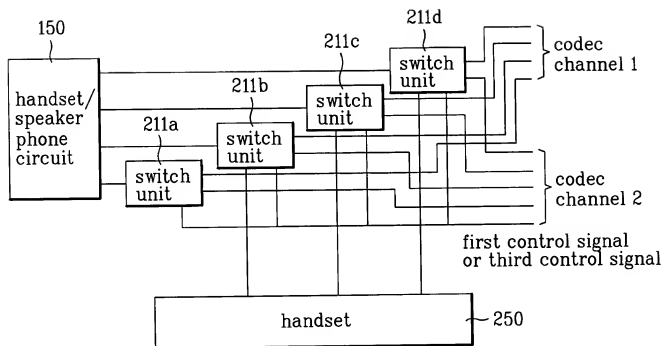 150
handset/
speaker
phone
circuit
211a
switch
unit
211b
switch
unit
211c
switch
unit
211d
switch
unit
codec
channel 1
codec
channel 2
first control signal
or third control signal
handset
250